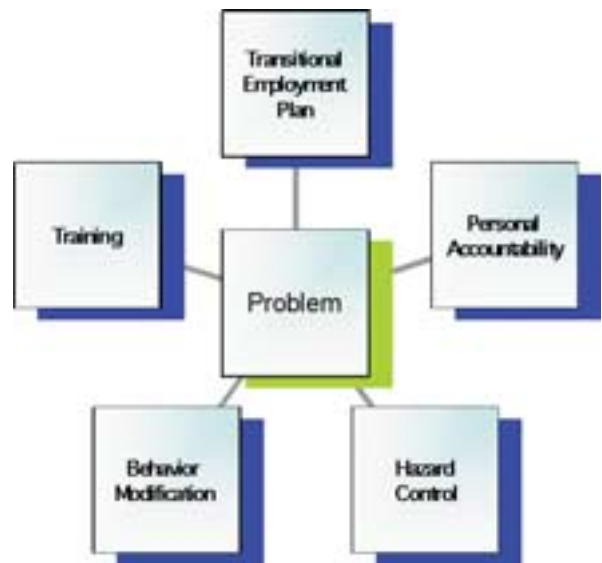 Transitional
Employment
Plan
Training
Personal
Accountability
Problem
Behavior
Modification
Hazard
Control